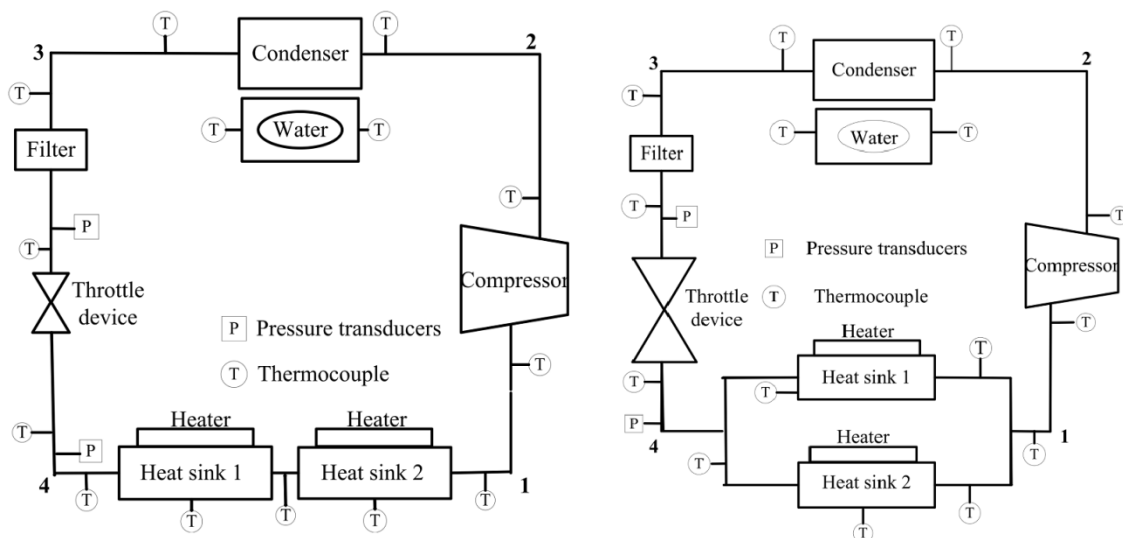 T
T
3
2
Condenser
T
T
Water
T
Filter
T
P
T
Compressor
Throttle
device
P
Pressure transducers
T
T
Thermocouple
T
P
Heater
Heater
4
Heat sink 1
Heat sink 2
1
T
T
T
T
T
T
T
3
2
Condenser
T
T
Water
T
Filter
T
P
T
P
Pressure transducers
Compressor
Throttle
device
T
Thermocouple
T
Heater
T
T
Heat sink 1
T
P
4
1
Heater
T
T
Heat sink 2
T
T